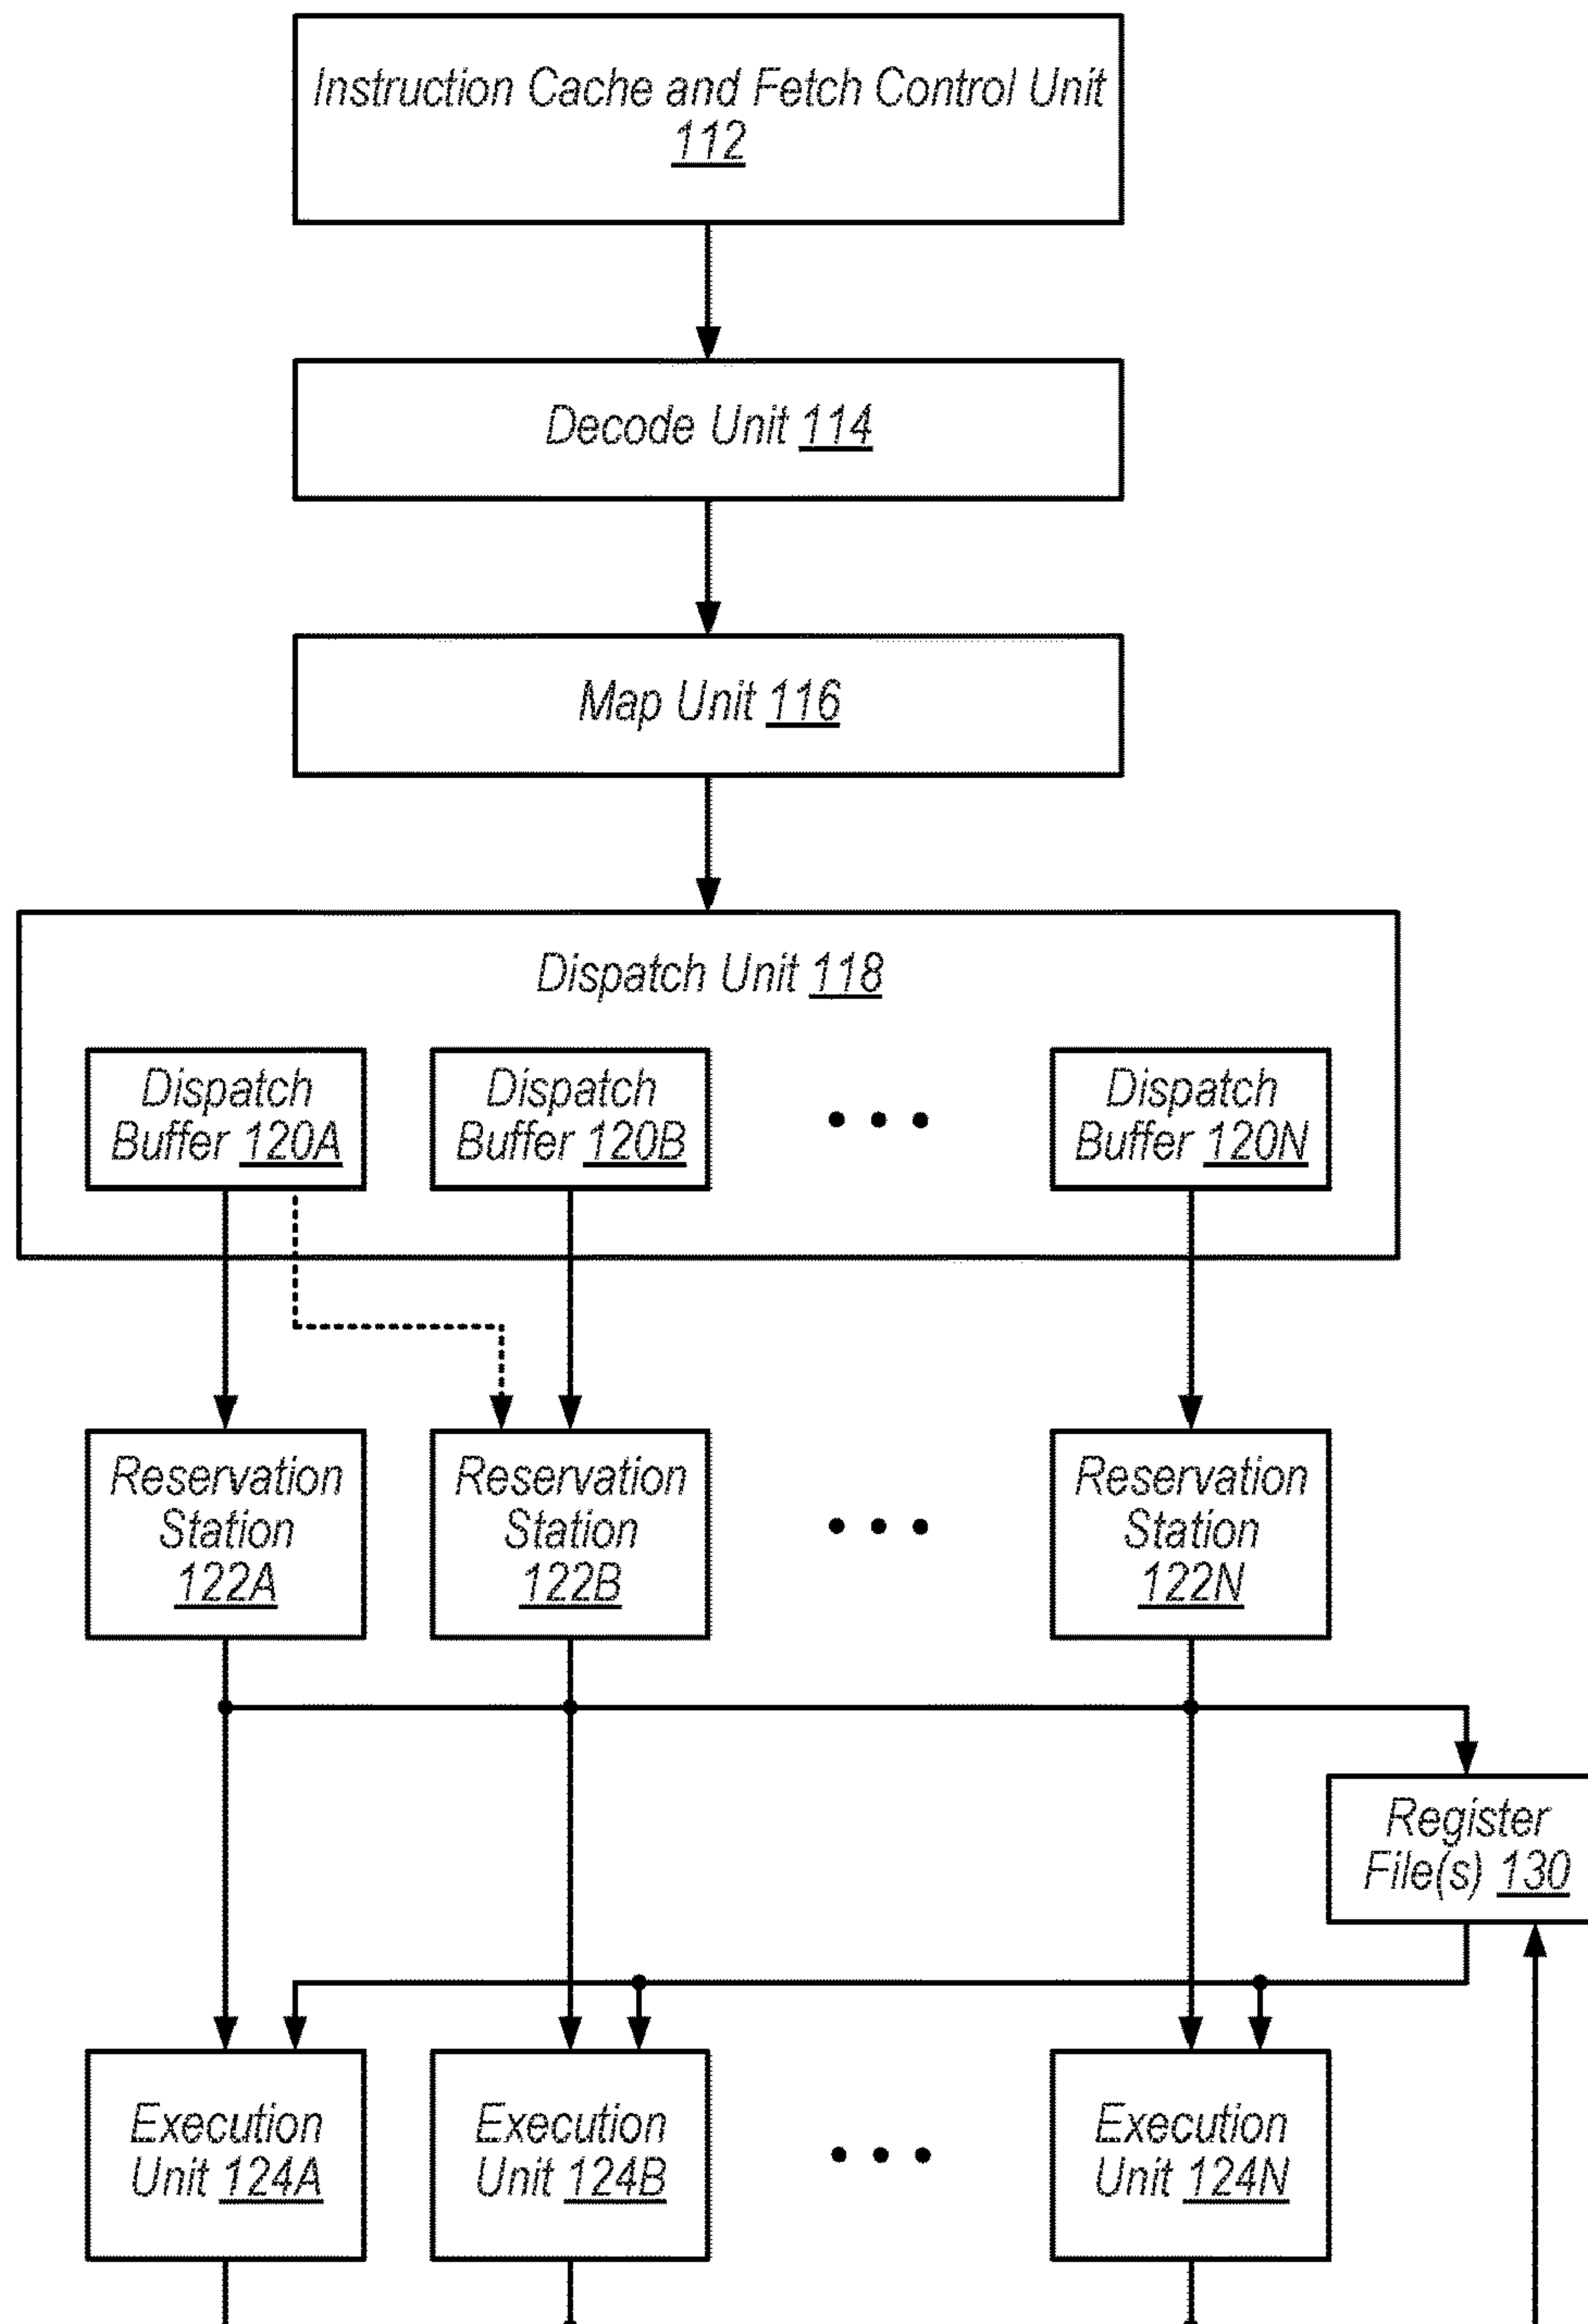 Instruction Cache and Fetch Control Unit
112
Decode Unit 114
Map Unit 116
Dispatch Unit 118
Dispatch
Buffer 120A
Dispatch
Buffer 120B
Dispatch
Buffer 120N
Reservation
Station
122A
Reservation
Station
122B
Reservation
Station
122N
Register
File(s) 130
Execution
Unit 124A
Execution
Unit 124B
Execution
Unit 124N